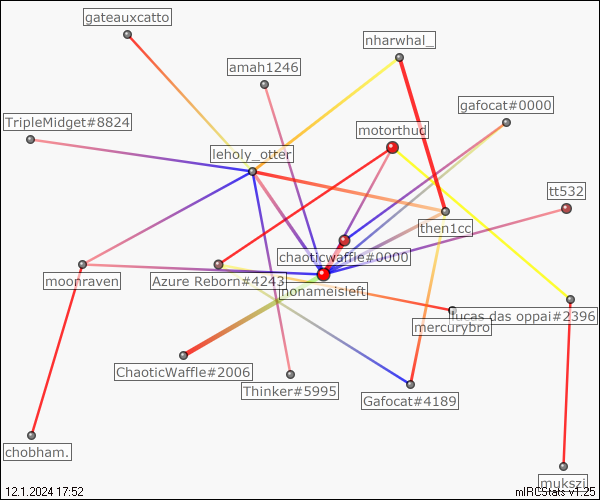 gateauxcatto
nharwhal_
amah1246
gafocat#0000
TripleMidget#8824
motorthud
leholy_otter
tt532
then1cc
chaoticwaffle#0000
moonraven
Azure Reborn#4243
nonameisleft
lucas das oppai#2396
mercurybro
ChaoticWaffle#2006
Thinker#5995
Gafocat#4189
chobham.
mukszi
12.1.2024 17:52
mIRCStats v1.25